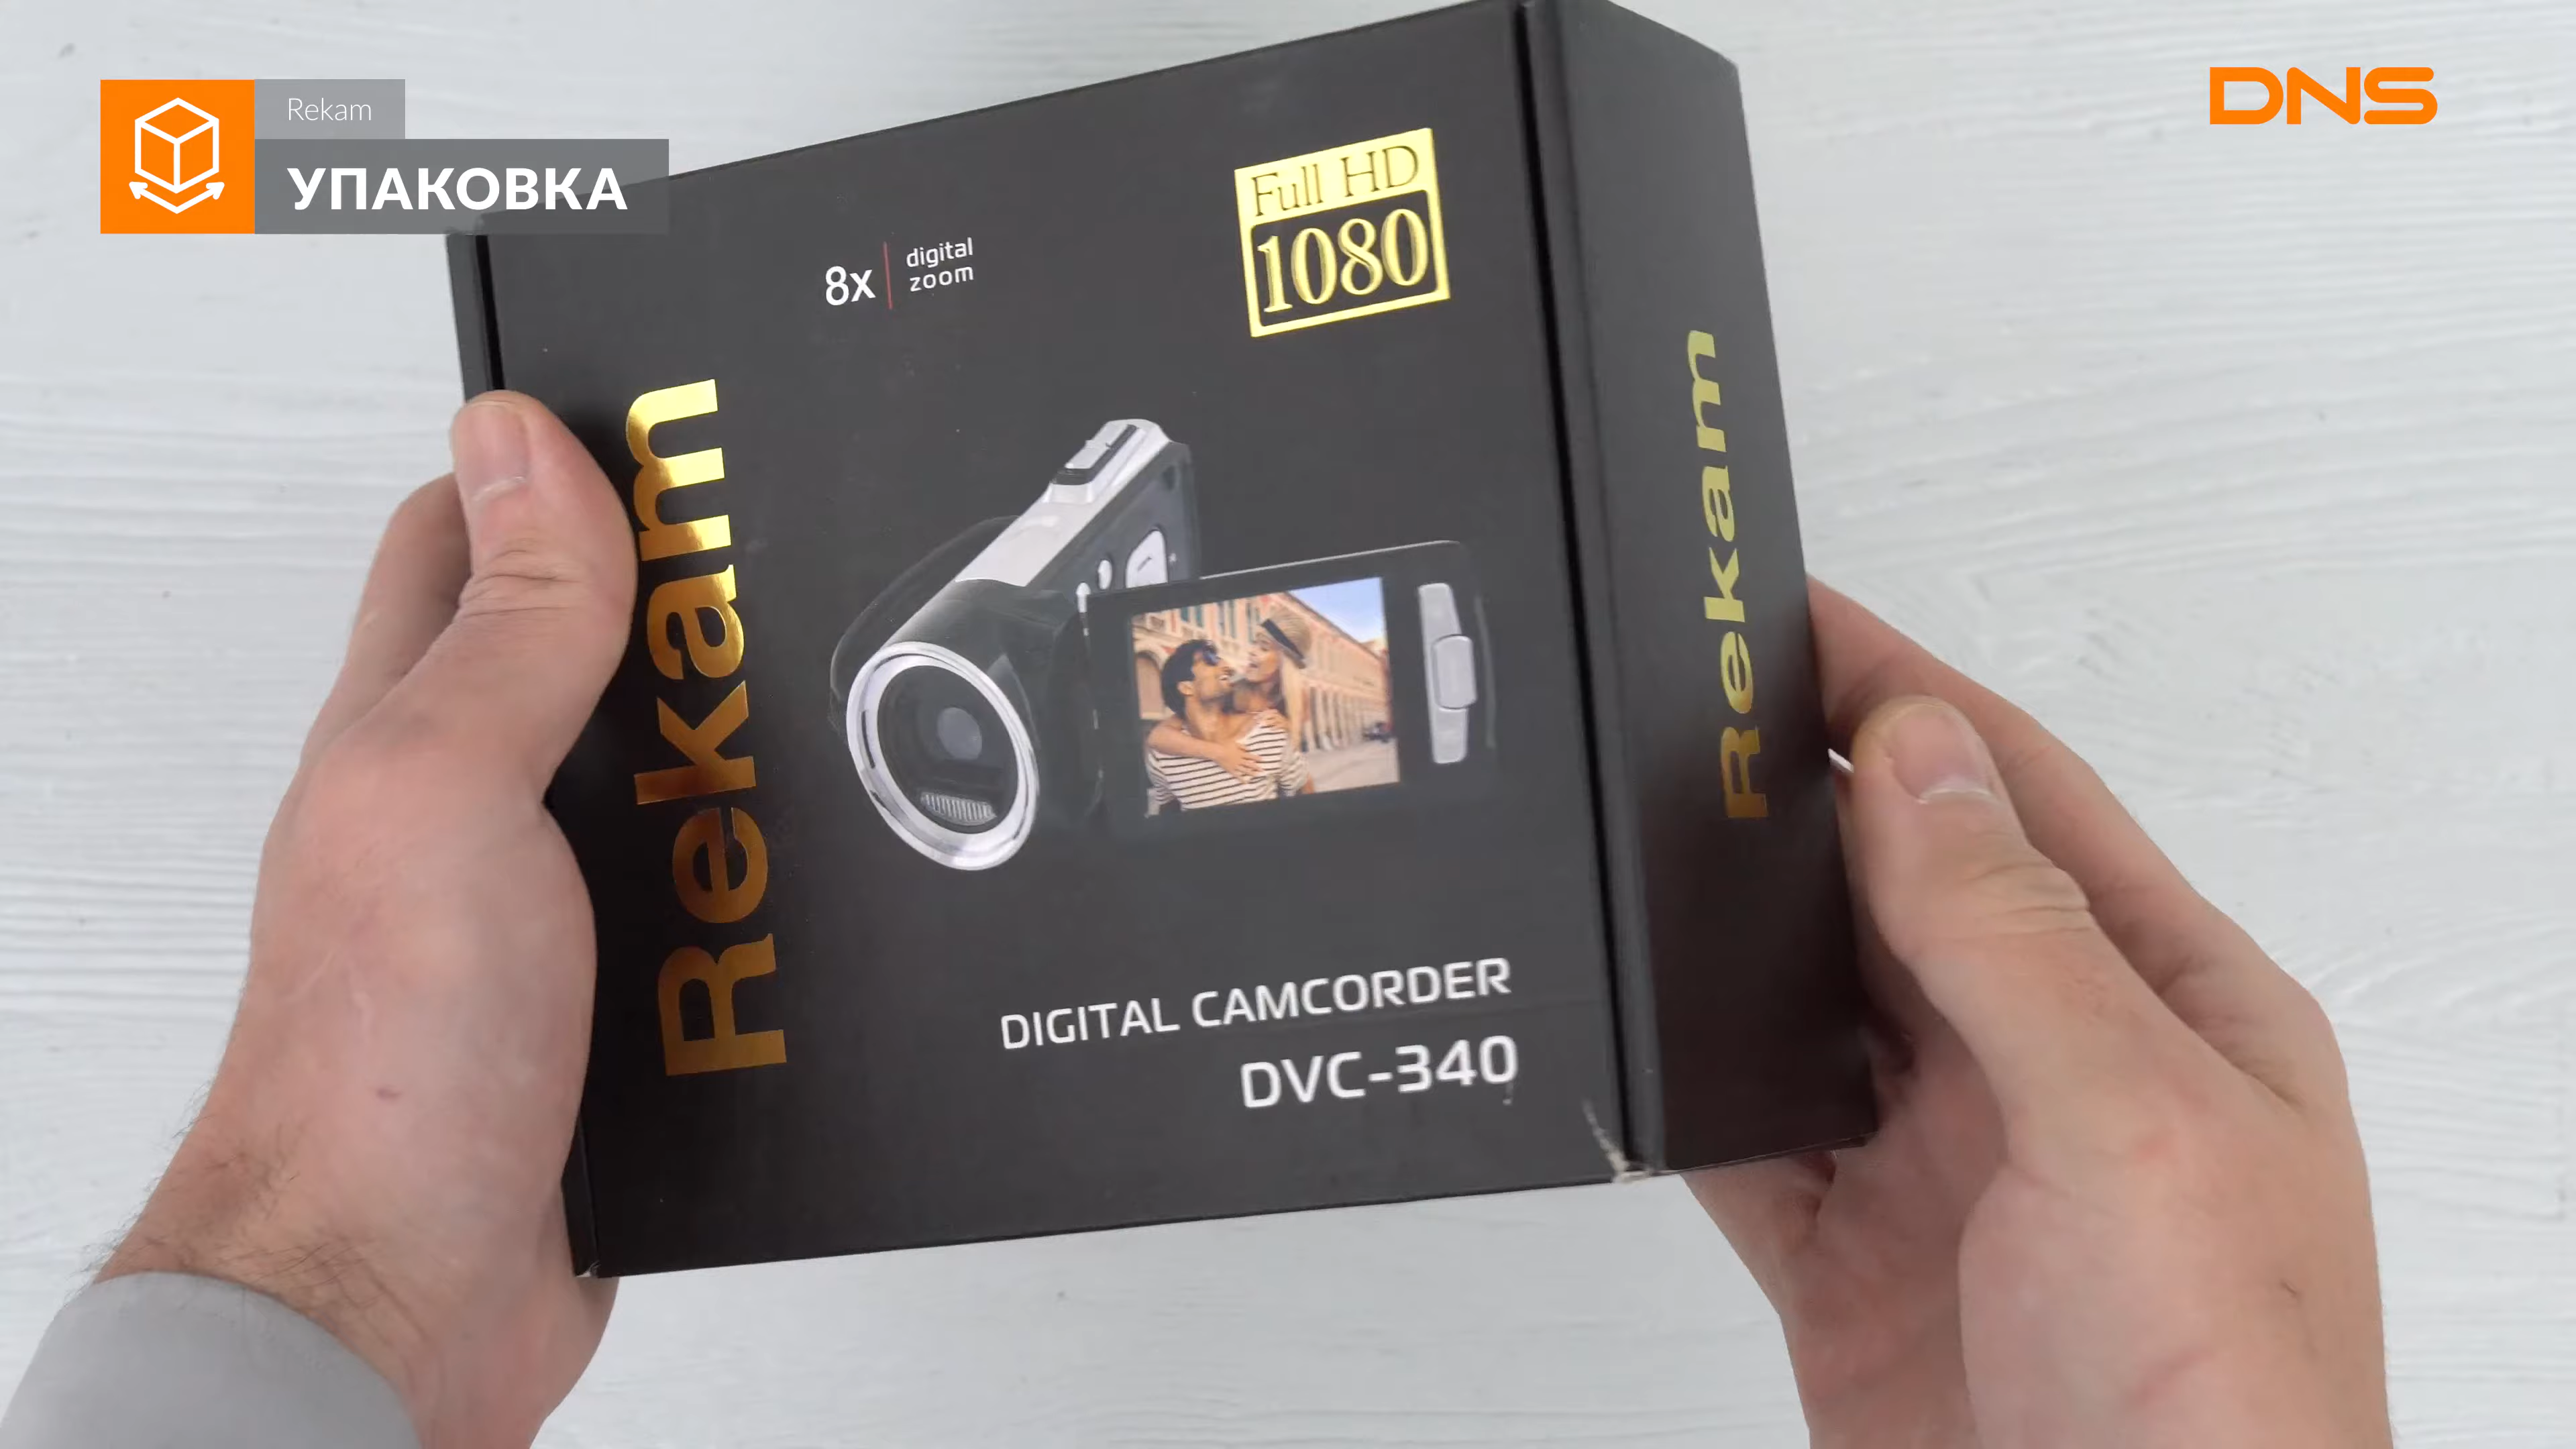 Rekam
УПАКОВКА
DNS
8x
digital
zoom
Full HD
1080
Rekam
Rekam
DIGITAL CAMCORDER
DVC-340